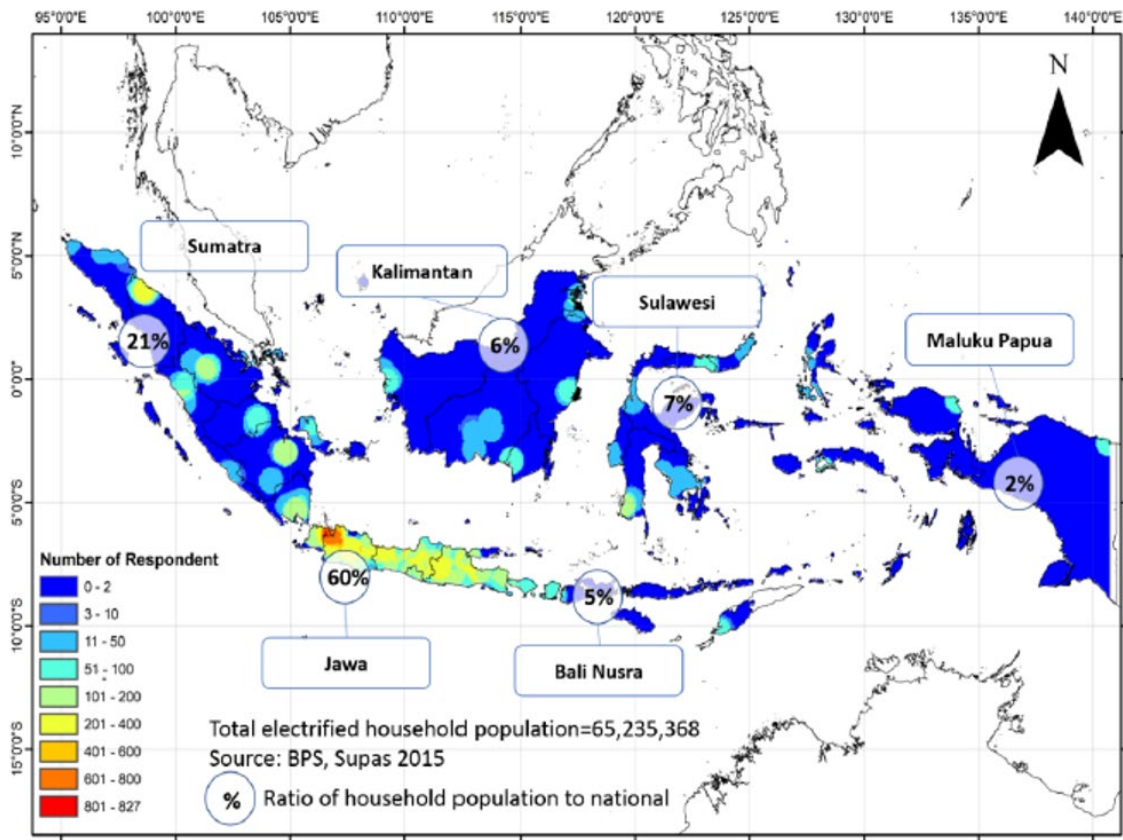 95°0'0"E 100°0'0"E 105°0'0"E 110°0'0"E 115°0'0"E 120°0'0"E 125°0'0"E 130°0'0"E 135°0'0"E 140°0'0"E
N
10°0'0"N
5°0'0"N
0°0'0"
5°0'0"S
10°0'0"S
15°0'0"S
Sumatra
Kalimantan
Sulawesi
Maluku Papua
21%
6%
7%
2%
60%
5%
Jawa
Bali Nusra
Number of Respondent
0 - 2
3 - 10
11 - 50
51 - 100
101 - 200
201 - 400
401 - 600
601 - 800
801 - 827
Total electrified household population=65,235,368
Source: BPS, Supas 2015
% Ratio of household population to national